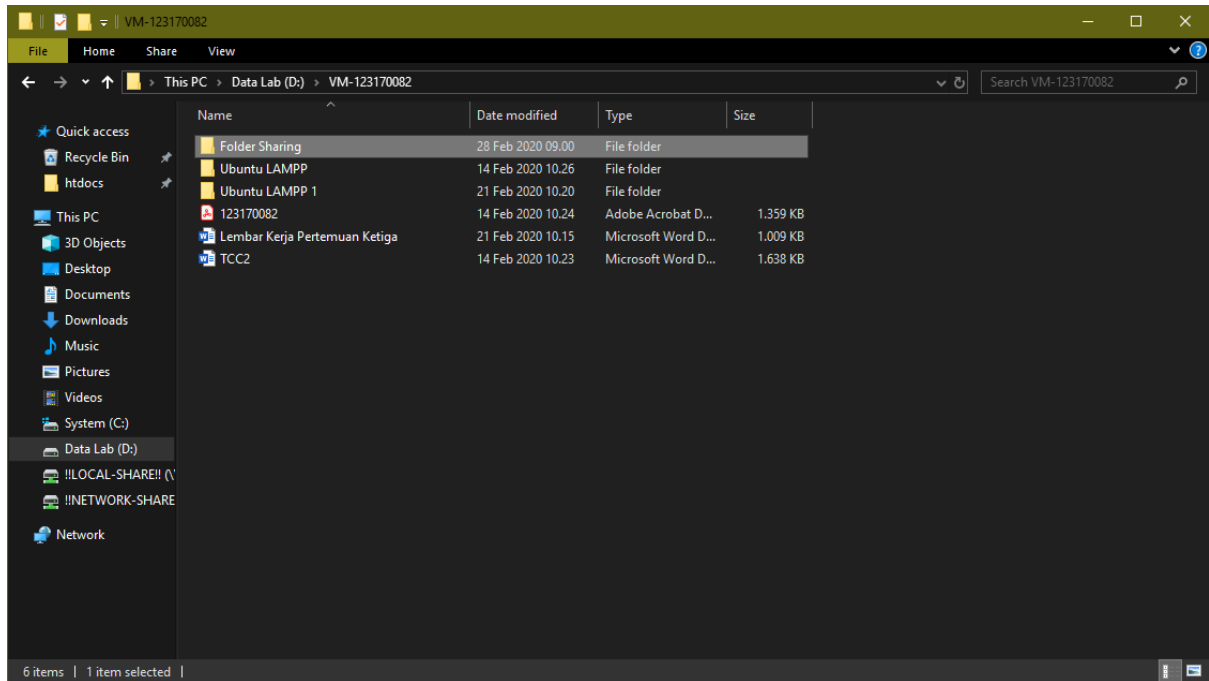 VM-123170082
File Home Share View
This PC > Data Lab (D:) > VM-123170082
Search VM-123170082
Name Date modified Type Size
Quick access
Recycle Bin
htdocs
This PC
3D Objects
Desktop
Documents
Downloads
Music
Pictures
Videos
System (C:)
Data Lab (D:)
!!LOCAL-SHARE!! (\
!!NETWORK-SHARE
Network
Folder Sharing 28 Feb 2020 09.00 File folder
Ubuntu LAMPP 14 Feb 2020 10.26 File folder
Ubuntu LAMPP 1 21 Feb 2020 10.20 File folder
123170082 14 Feb 2020 10.24 Adobe Acrobat D... 1.359 KB
Lembar Kerja Pertemuan Ketiga 21 Feb 2020 10.15 Microsoft Word D... 1.009 KB
TCC2 14 Feb 2020 10.23 Microsoft Word D... 1.638 KB
6 items 1 item selected